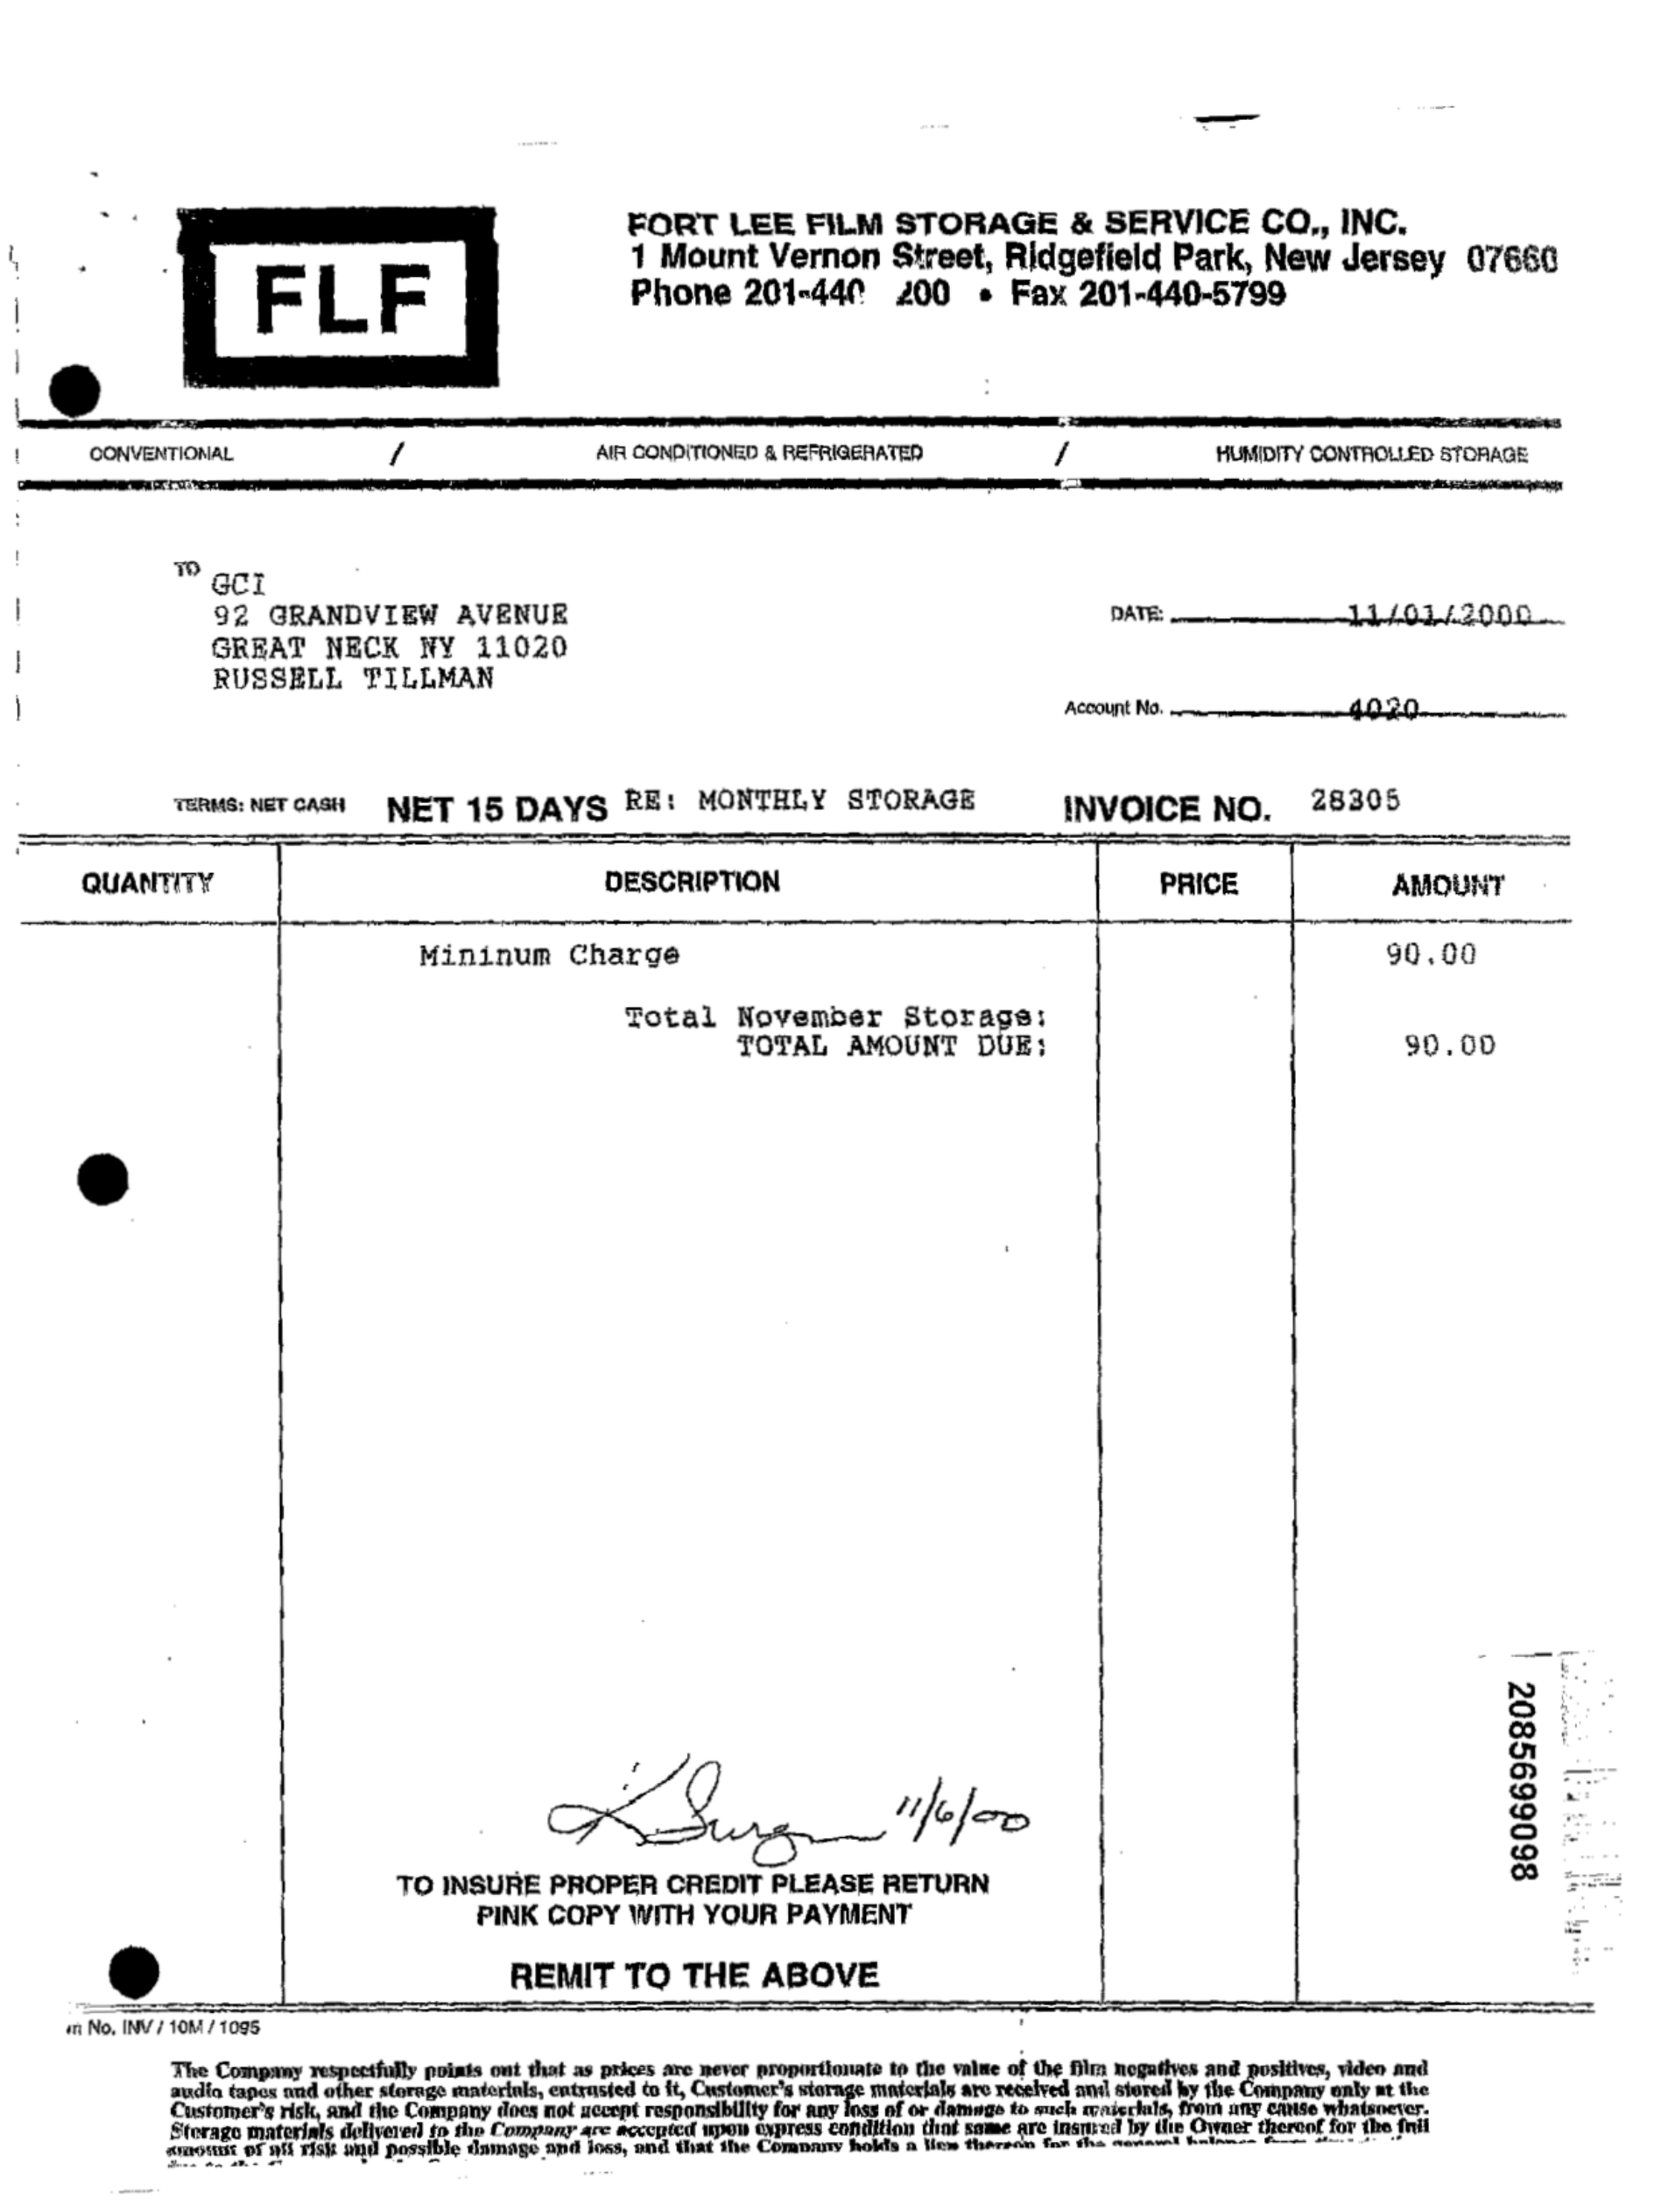 FLF
FORT LEE FILM STORAGE & SERVICE CO., INC.
1 Mount Vernon Street, Ridgefield Park, New Jersey 07660
Phone 201-440 200 • Fax 201-440-5799
CONVENTIONAL / AIR CONDITIONED & REFRIGERATED / HUMIDITY CONTROLLED STORAGE
TO
GCI
92 GRANDVIEW AVENUE
GREAT NECK NY 11020
RUSSELL TILLMAN
DATE: 11/01/2000
Account No. 4020
TERMS: NET CASH NET 15 DAYS RE: MONTHLY STORAGE INVOICE NO. 28305
QUANTITY DESCRIPTION PRICE AMOUNT
Mininum Charge 90.00
Total November Storage:
TOTAL AMOUNT DUE: 90.00
2085699098
11/6/00
TO INSURE PROPER CREDIT PLEASE RETURN
PINK COPY WITH YOUR PAYMENT
REMIT TO THE ABOVE
No. INV / 10M / 1095
The Company respectfully points out that as prices are never proportionate to the value of the film negatives and positives, video and
audio tapes and other storage materials, entrusted to it, Customer's storage materials are received and stored by the Company only at the
Customer's risk, and the Company does not accept responsibility for any loss of or damage to such materials, from any cause whatsoever.
Storage materials delivered to the Company are accepted upon express condition that same are insured by the Owner thereof for the full
amount of all risk and possible damage and loss, and that the Company holds a lien thereon for the general balance